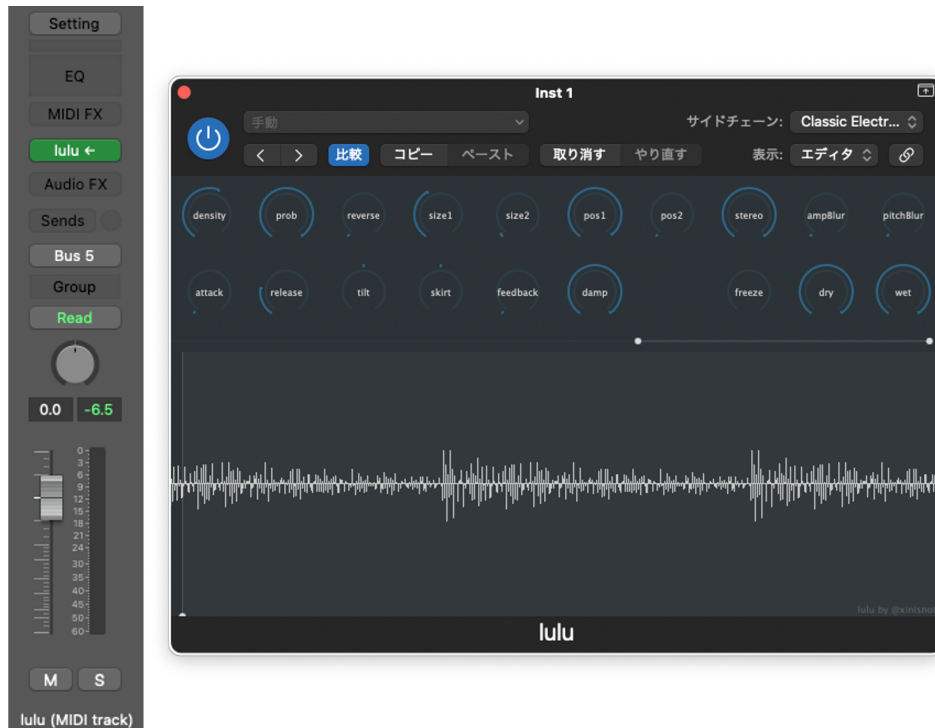 Setting
EQ
MIDI FX
lulu ←
Audio FX
Sends
Bus 5
Group
Read
0.0 -6.5
0
3
6
9
12
15
18
21
24
30
35
40
45
50
60
M S
lulu (MIDI track)
Inst 1
手動 サイドチェーン: Classic Electr...
比較 コピー ペースト 取り消す やり直す 表示: エディタ
density prob reverse size1 size2 pos1 pos2 stereo ampBlur pitchBlur
attack release tilt skirt feedback damp freeze dry wet
lulu by @xinisnot
lulu